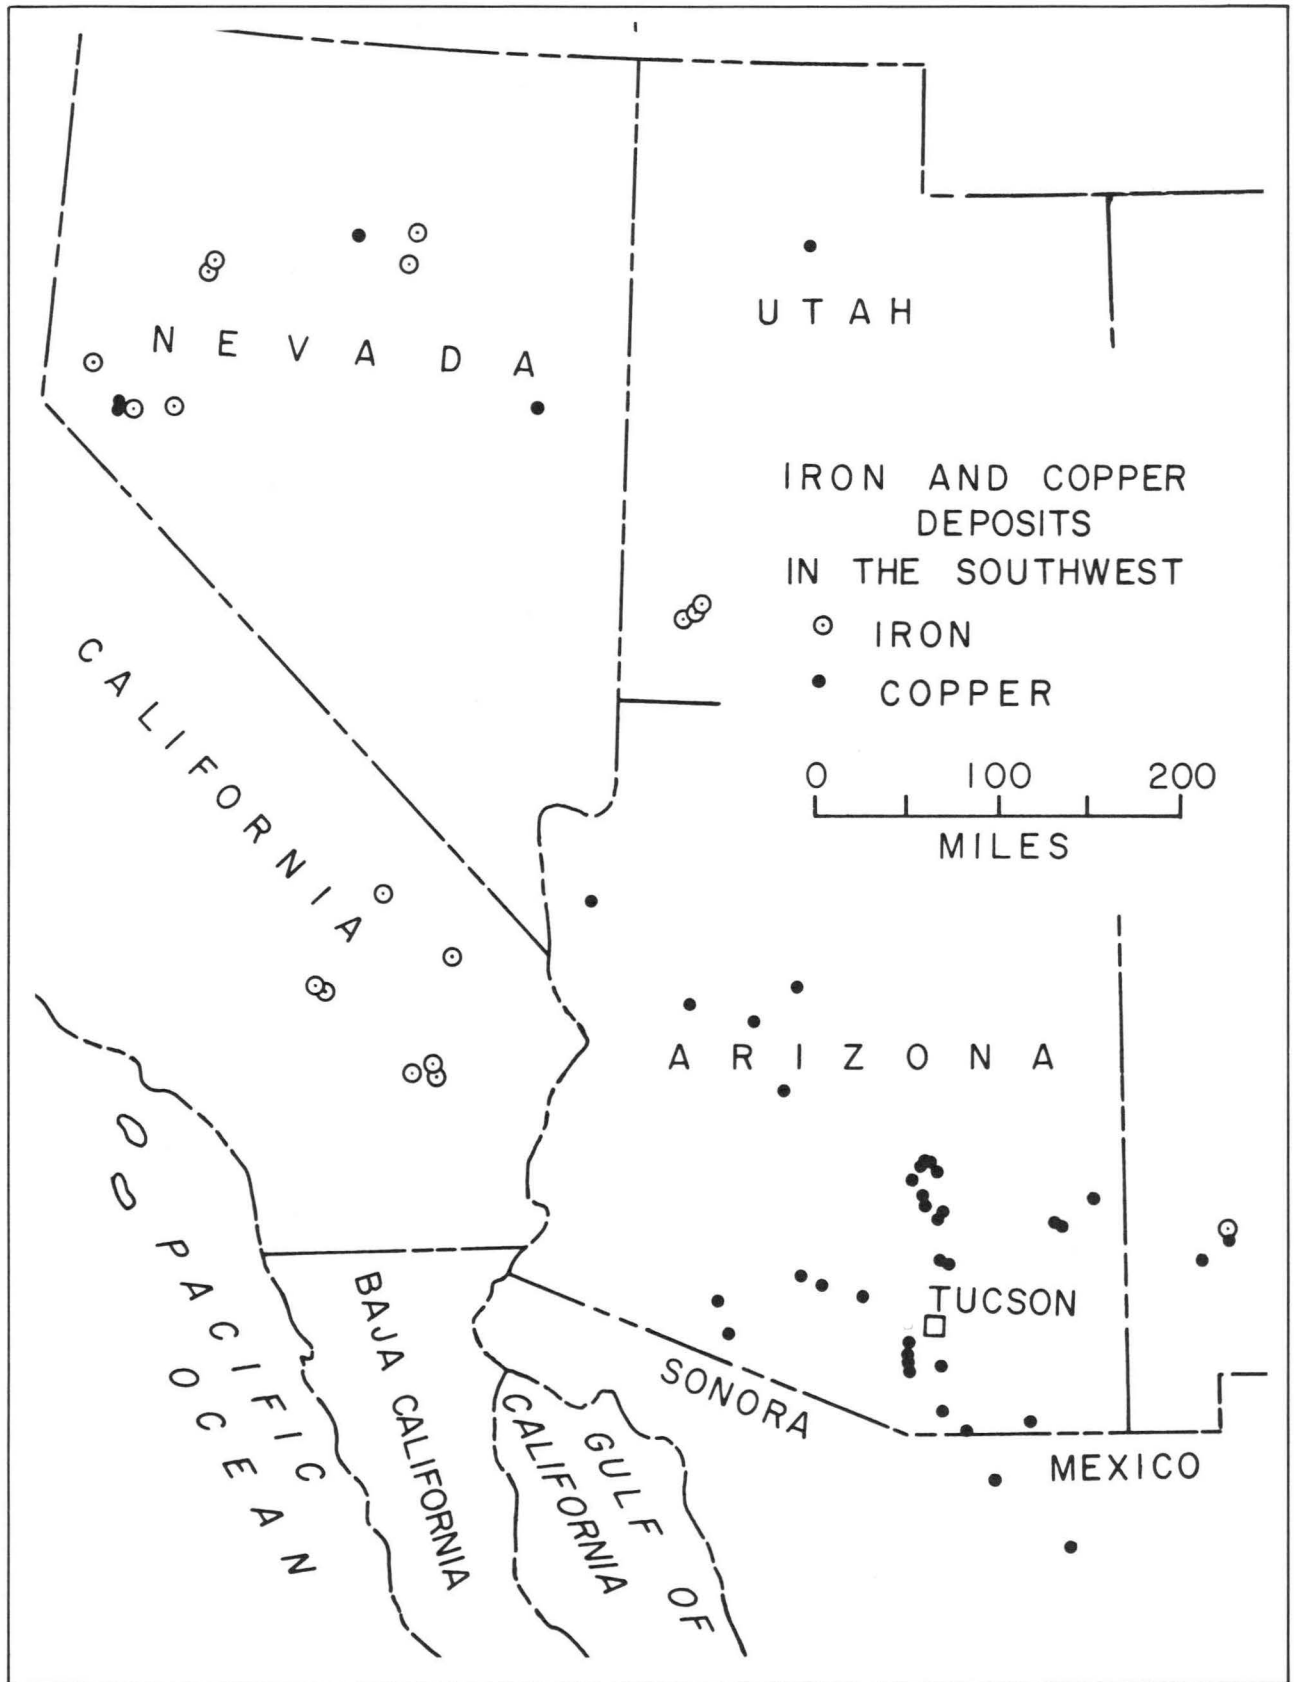 NEVADA
UTAH
IRON AND COPPER
DEPOSITS
IN THE SOUTHWEST
IRON
COPPER
0 100 200
MILES
CALIFORNIA
ARIZONA
TUCSON
SONORA
MEXICO
BAJA CALIFORNIA
GULF OF
CALIFORNIA
PACIFIC
OCEAN